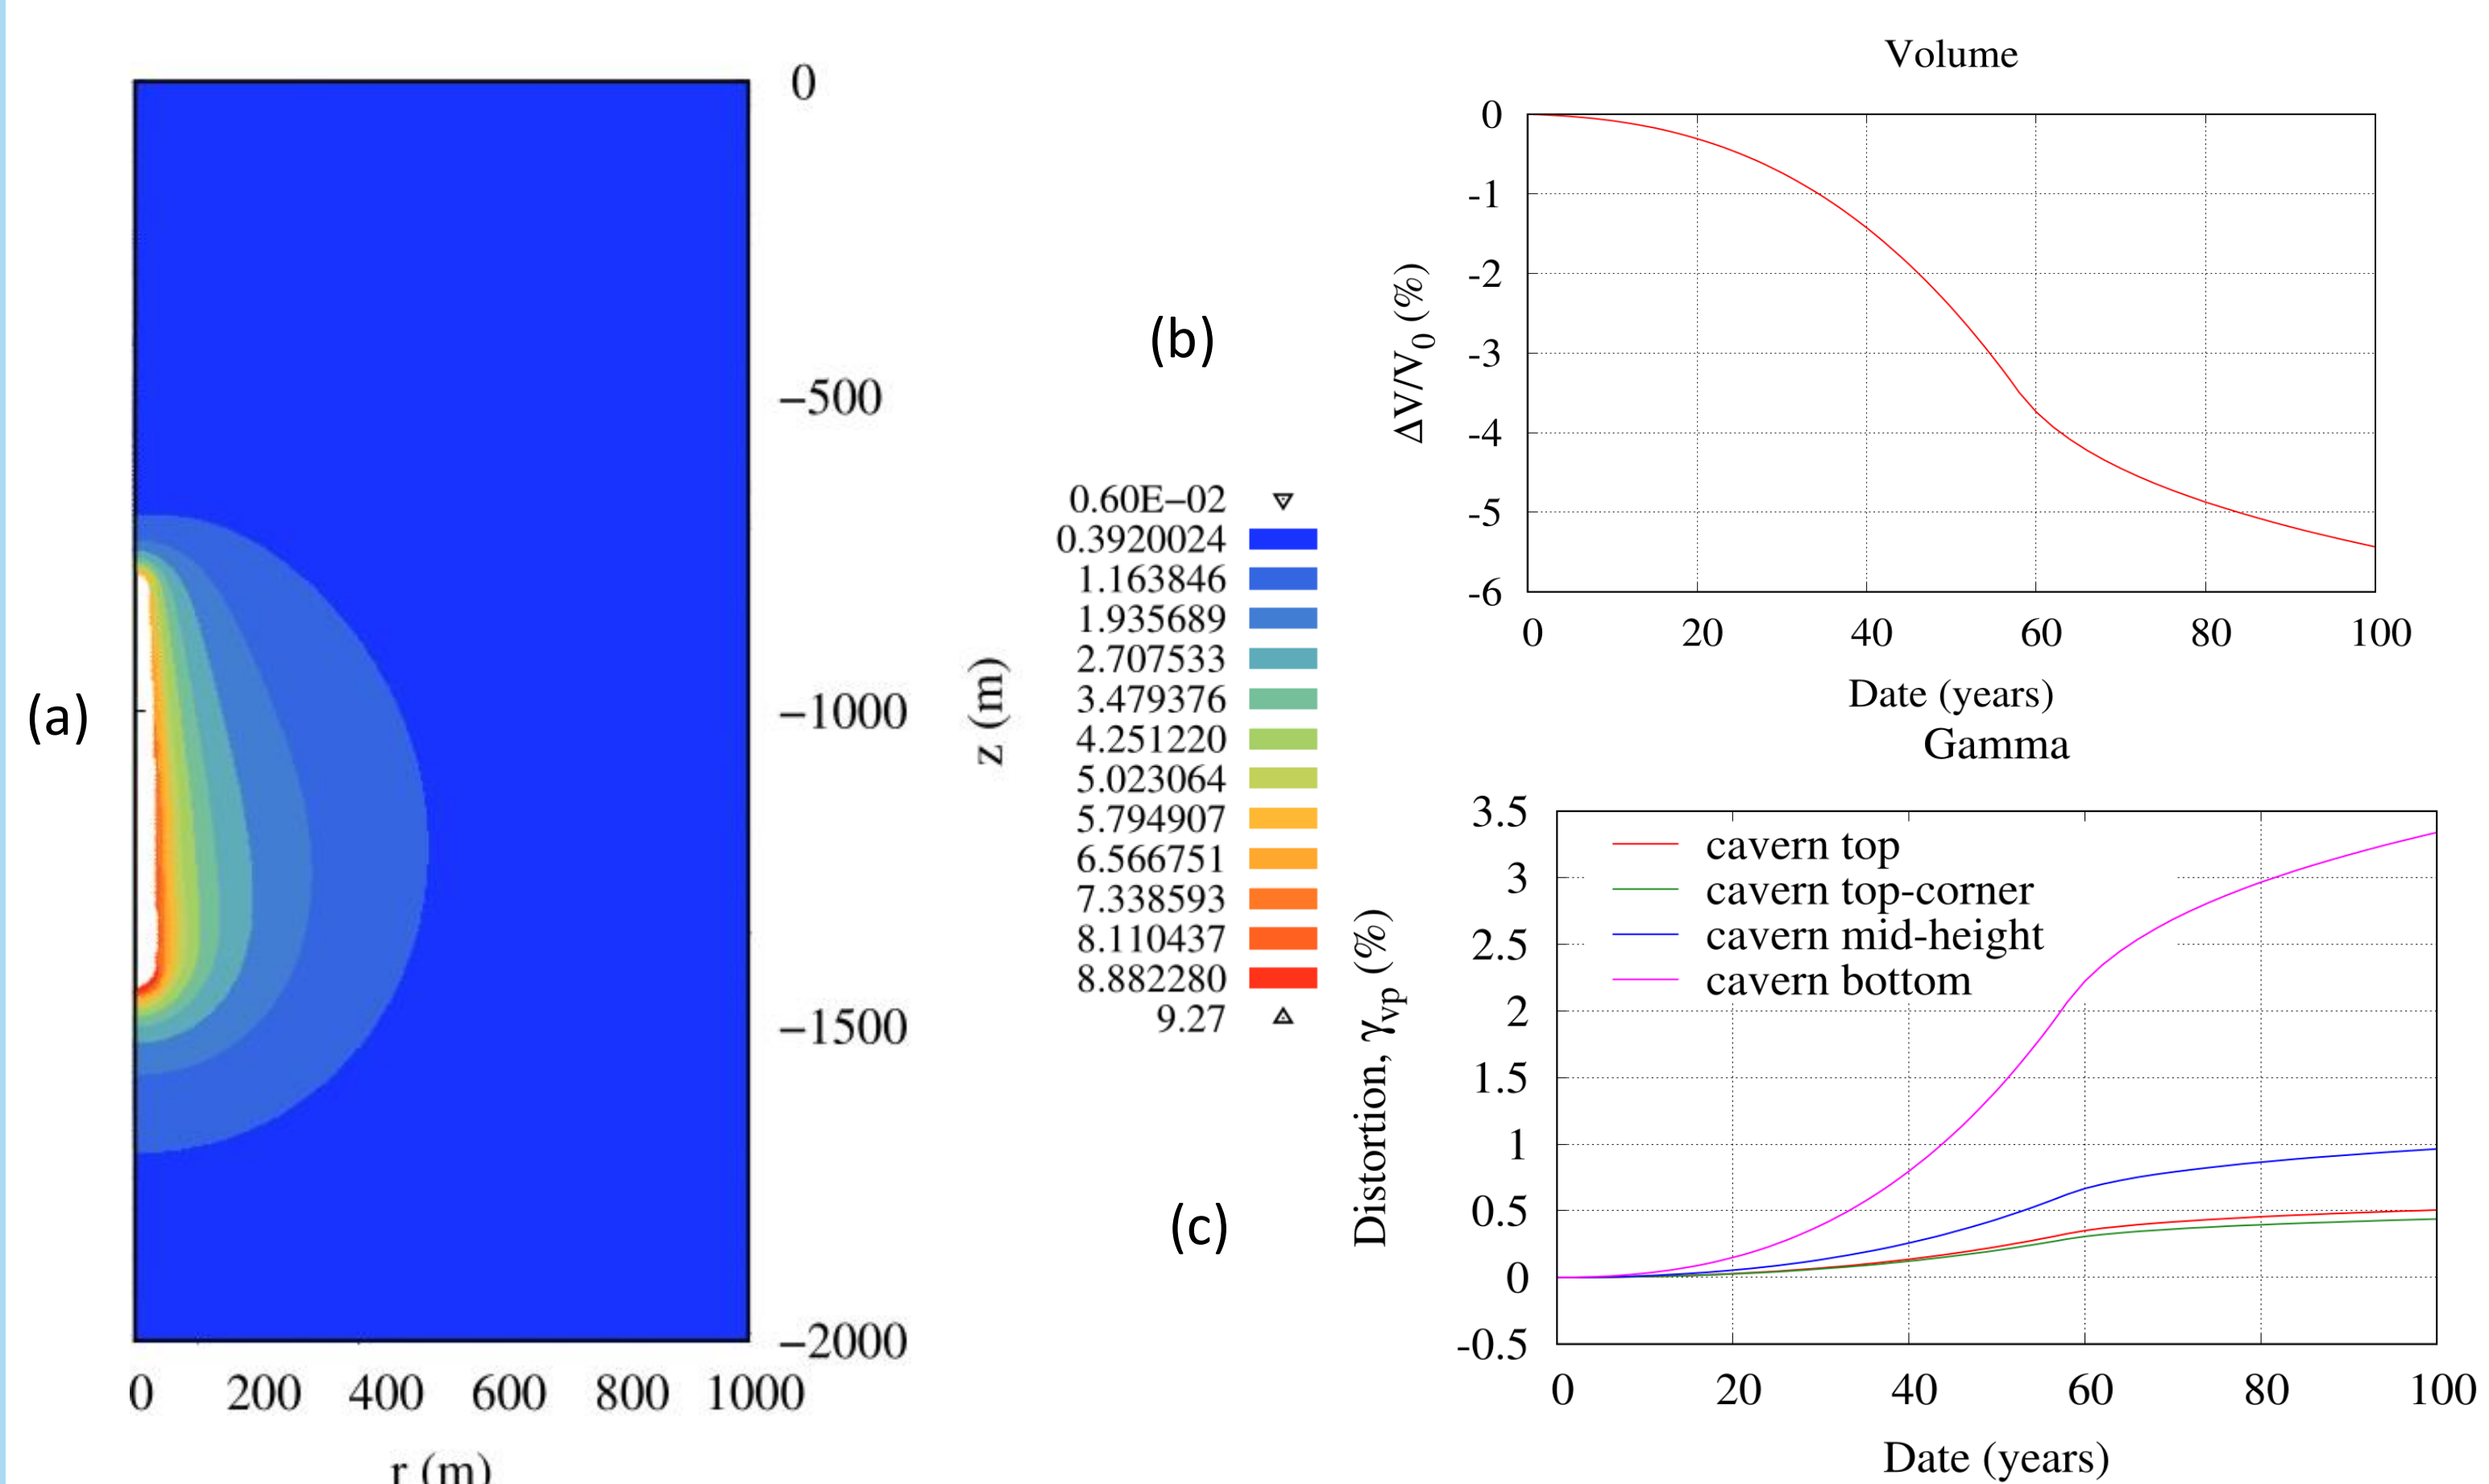 (a)
0
−500
−1000
−1500
−2000
z (m)
0 200 400 600 800 1000
r (m)
0.60E−02
0.3920024
1.163846
1.935689
2.707533
3.479376
4.251220
5.023064
5.794907
6.566751
7.338593
8.110437
8.882280
9.27
(b)
Volume
0
-1
-2
-3
-4
-5
-6
ΔV/V0 (%)
0 20 40 60 80 100
Date (years)
(c)
Gamma
3.5
3
2.5
2
1.5
1
0.5
0
-0.5
Distortion, γvp (%)
cavern top
cavern top-corner
cavern mid-height
cavern bottom
0 20 40 60 80 100
Date (years)